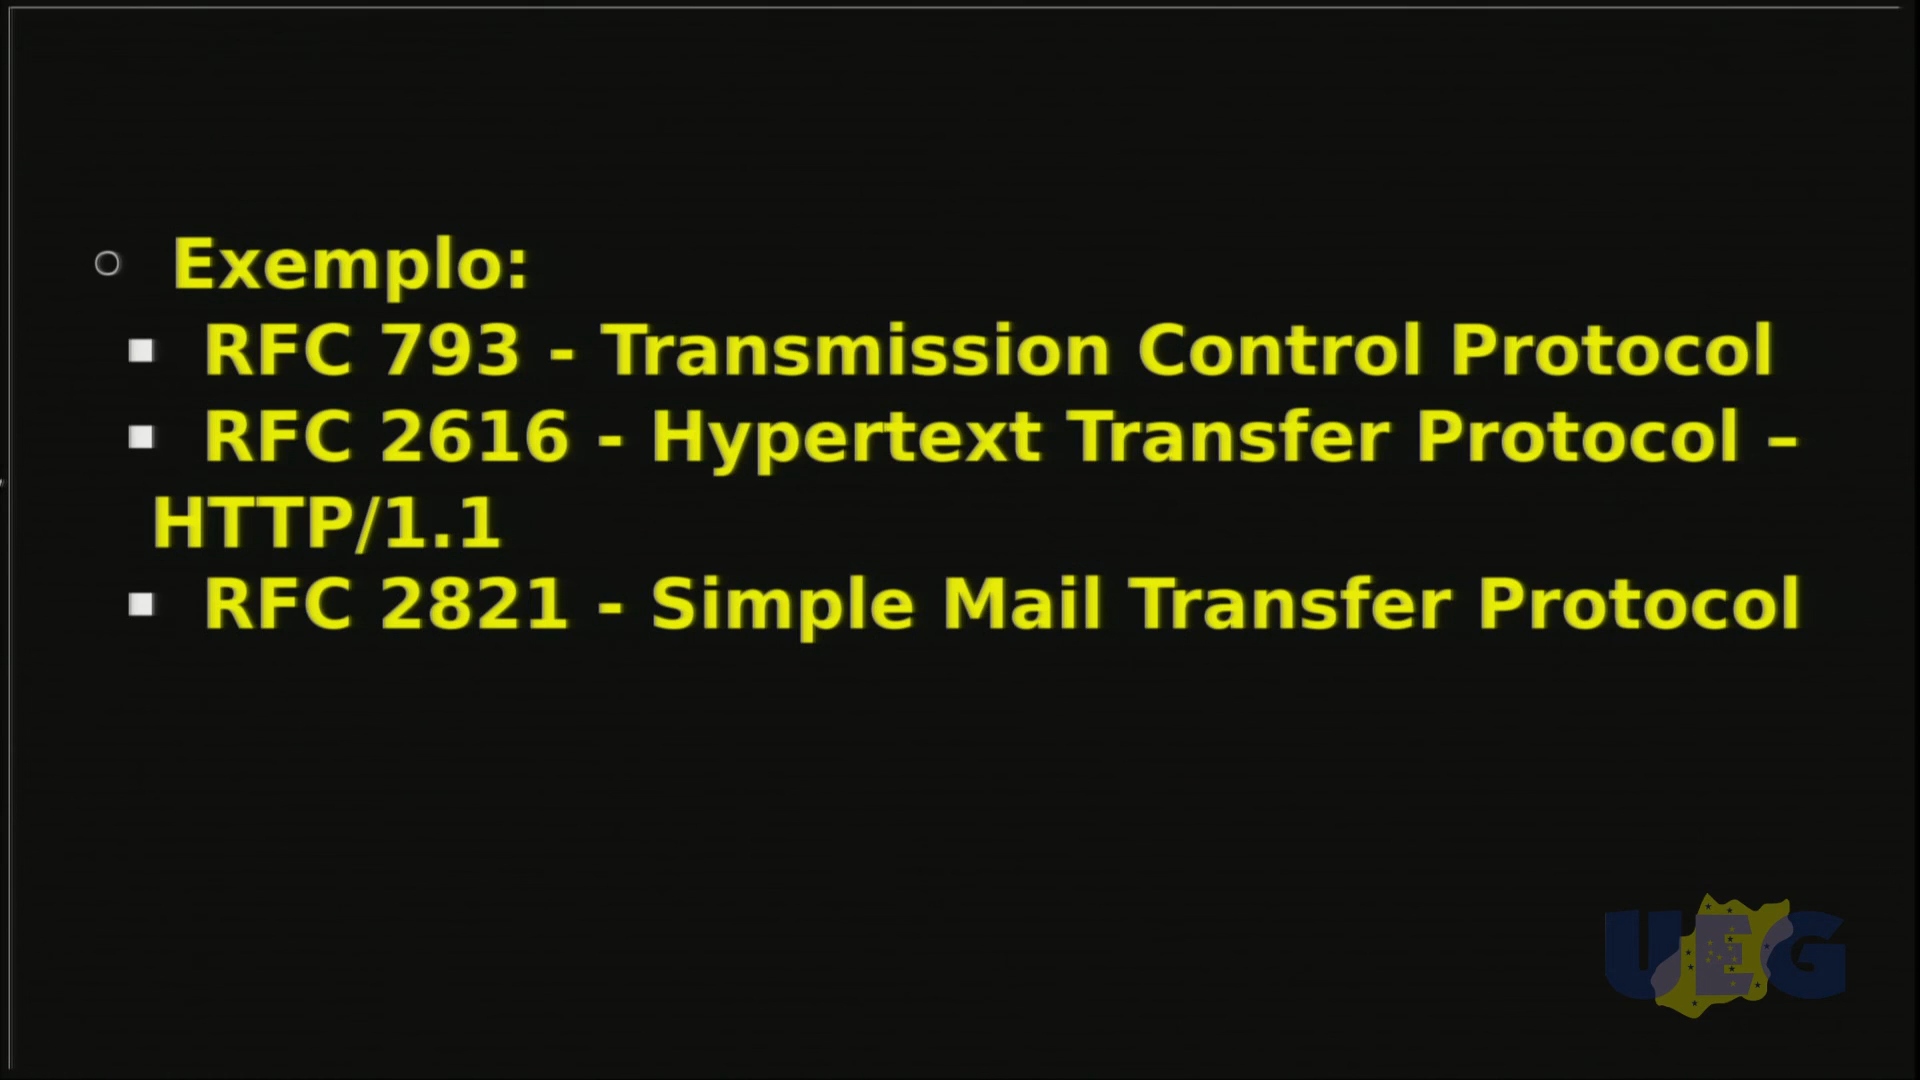 Exemplo:
RFC 793 - Transmission Control Protocol
RFC 2616 - Hypertext Transfer Protocol –
HTTP/1.1
RFC 2821 - Simple Mail Transfer Protocol
UEG